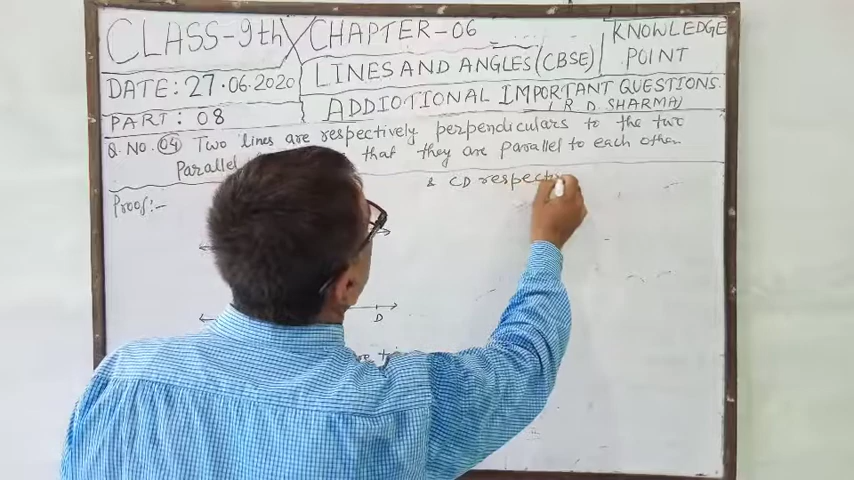 CLASS-9th
CHAPTER-06
KNOWLEDGE
POINT
DATE: 27.06.2020
LINES AND ANGLES (CBSE)
PART: 08
ADDIOTIONAL IMPORTANT QUESTIONS
(R D. SHARMA)
Q. NO. 04 Two lines are respectively perpendiculars to the two
Parallel that they are parallel to each other
Proof:-
& CD respecti
D